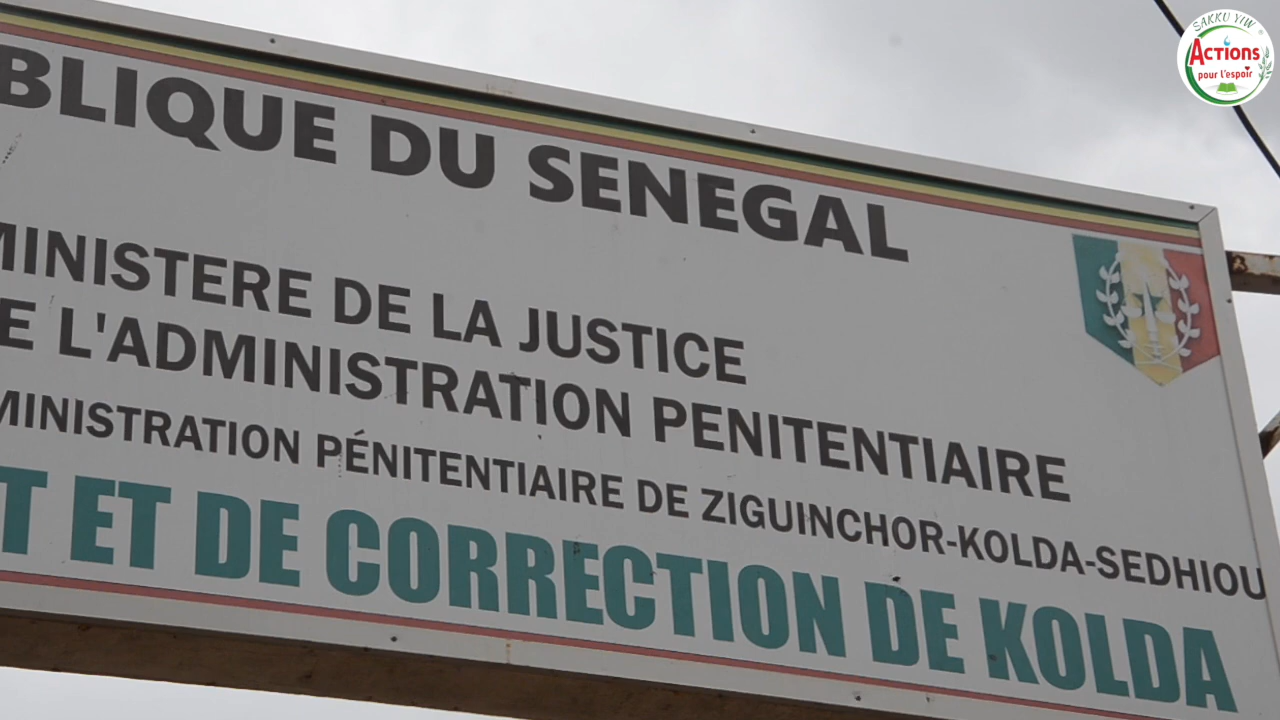 BLIQUE DU SENEGAL
MINISTERE DE LA JUSTICE
E L'ADMINISTRATION PENITENTIAIRE
MINISTRATION PÉNITENTIAIRE DE ZIGUINCHOR-KOLDA-SEDHIOU
T ET DE CORRECTION DE KOLDA
SAKKU YIW
ACTIONS
pour l'espoir